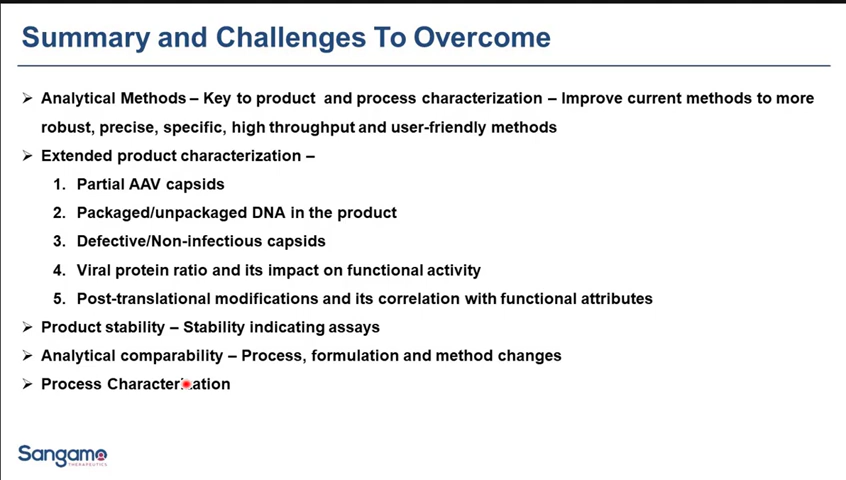 Summary and Challenges To Overcome
➢ Analytical Methods – Key to product and process characterization – Improve current methods to more
robust, precise, specific, high throughput and user-friendly methods
➢ Extended product characterization –
1. Partial AAV capsids
2. Packaged/unpackaged DNA in the product
3. Defective/Non-infectious capsids
4. Viral protein ratio and its impact on functional activity
5. Post-translational modifications and its correlation with functional attributes
➢ Product stability – Stability indicating assays
➢ Analytical comparability – Process, formulation and method changes
➢ Process Characterization
Sangamo
THERAPEUTICS